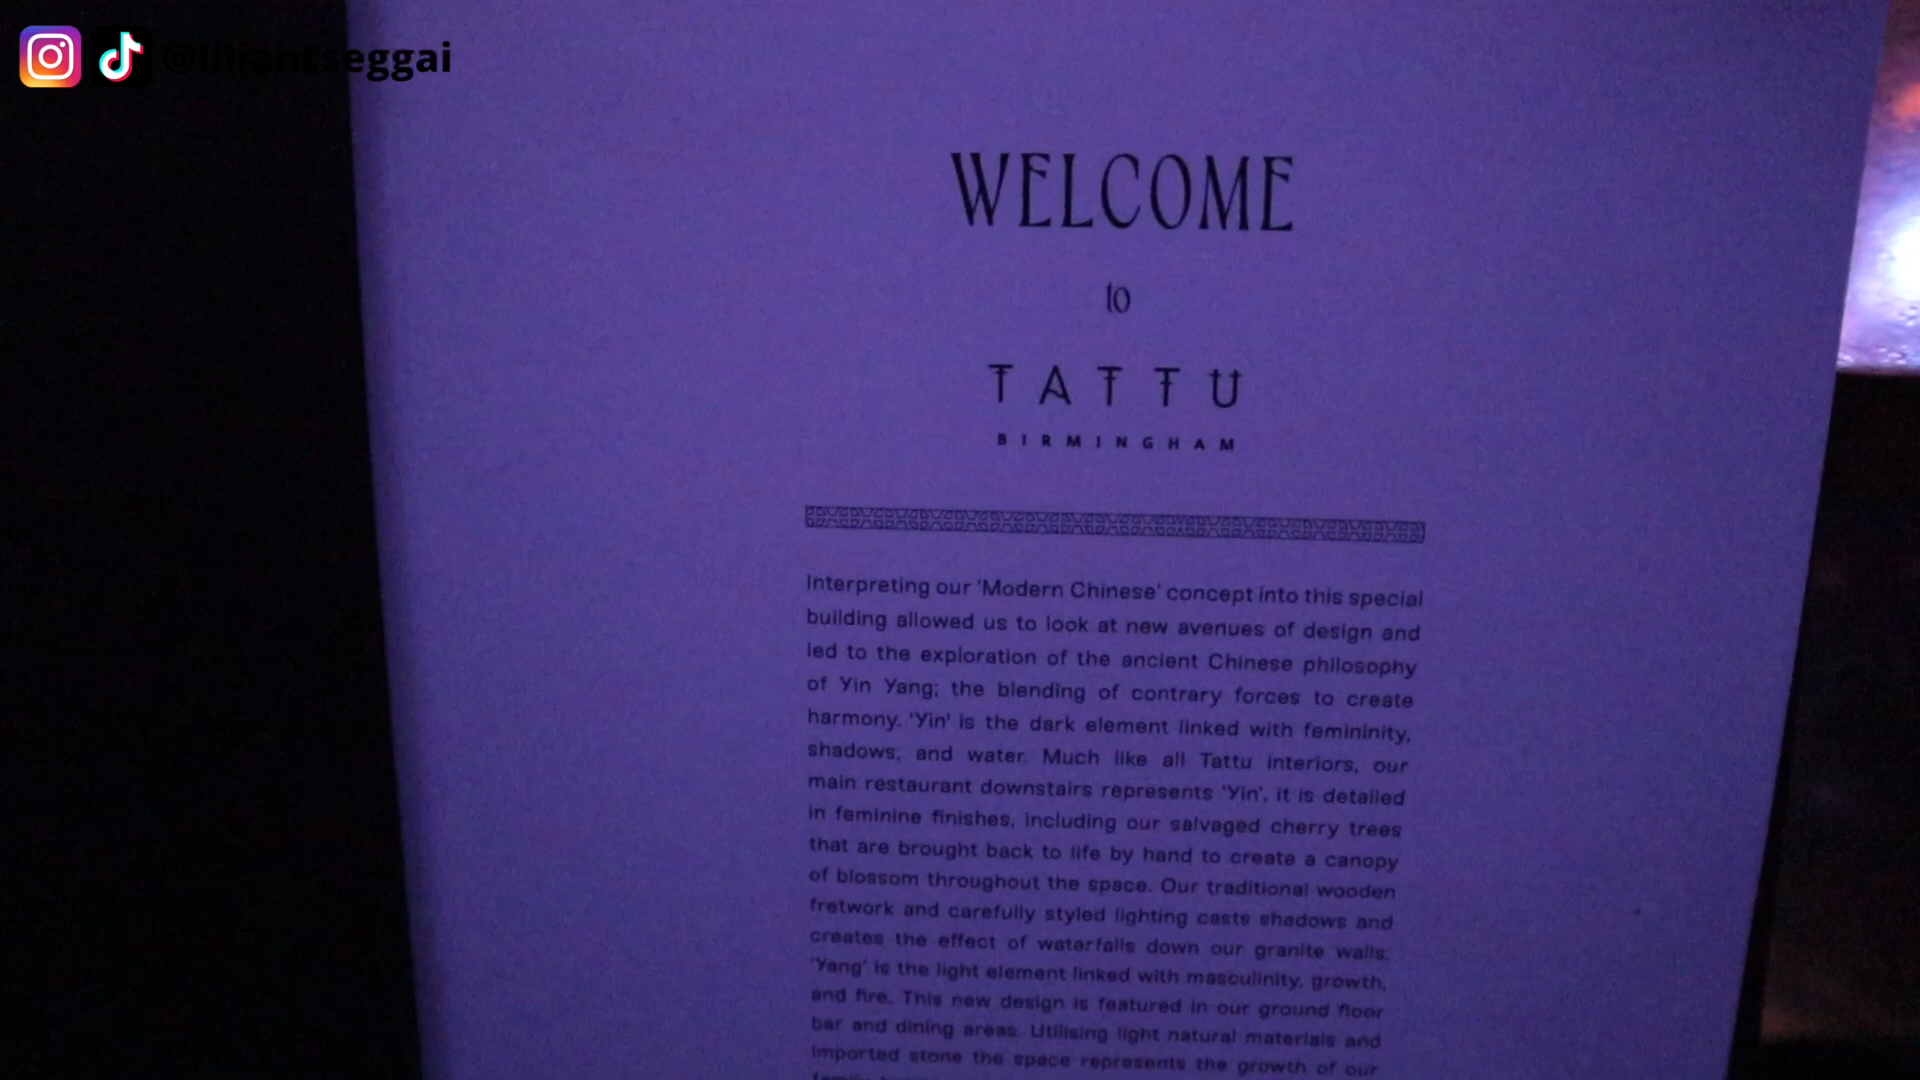 @liliantseggai
WELCOME
to
TATTU
BIRMINGHAM
Interpreting our 'Modern Chinese' concept into this special
building allowed us to look at new avenues of design and
led to the exploration of the ancient Chinese philosophy
of Yin Yang; the blending of contrary forces to create
harmony. 'Yin' is the dark element linked with femininity,
shadows, and water. Much like all Tattu interiors, our
main restaurant downstairs represents 'Yin', it is detailed
in feminine finishes, including our salvaged cherry trees
that are brought back to life by hand to create a canopy
of blossom throughout the space. Our traditional wooden
fretwork and carefully styled lighting casts shadows and
creates the effect of waterfalls down our granite walls.
'Yang' is the light element linked with masculinity, growth,
and fire. This new design is featured in our ground floor
bar and dining areas. Utilising light natural materials and
imported stone the space represents the growth of our